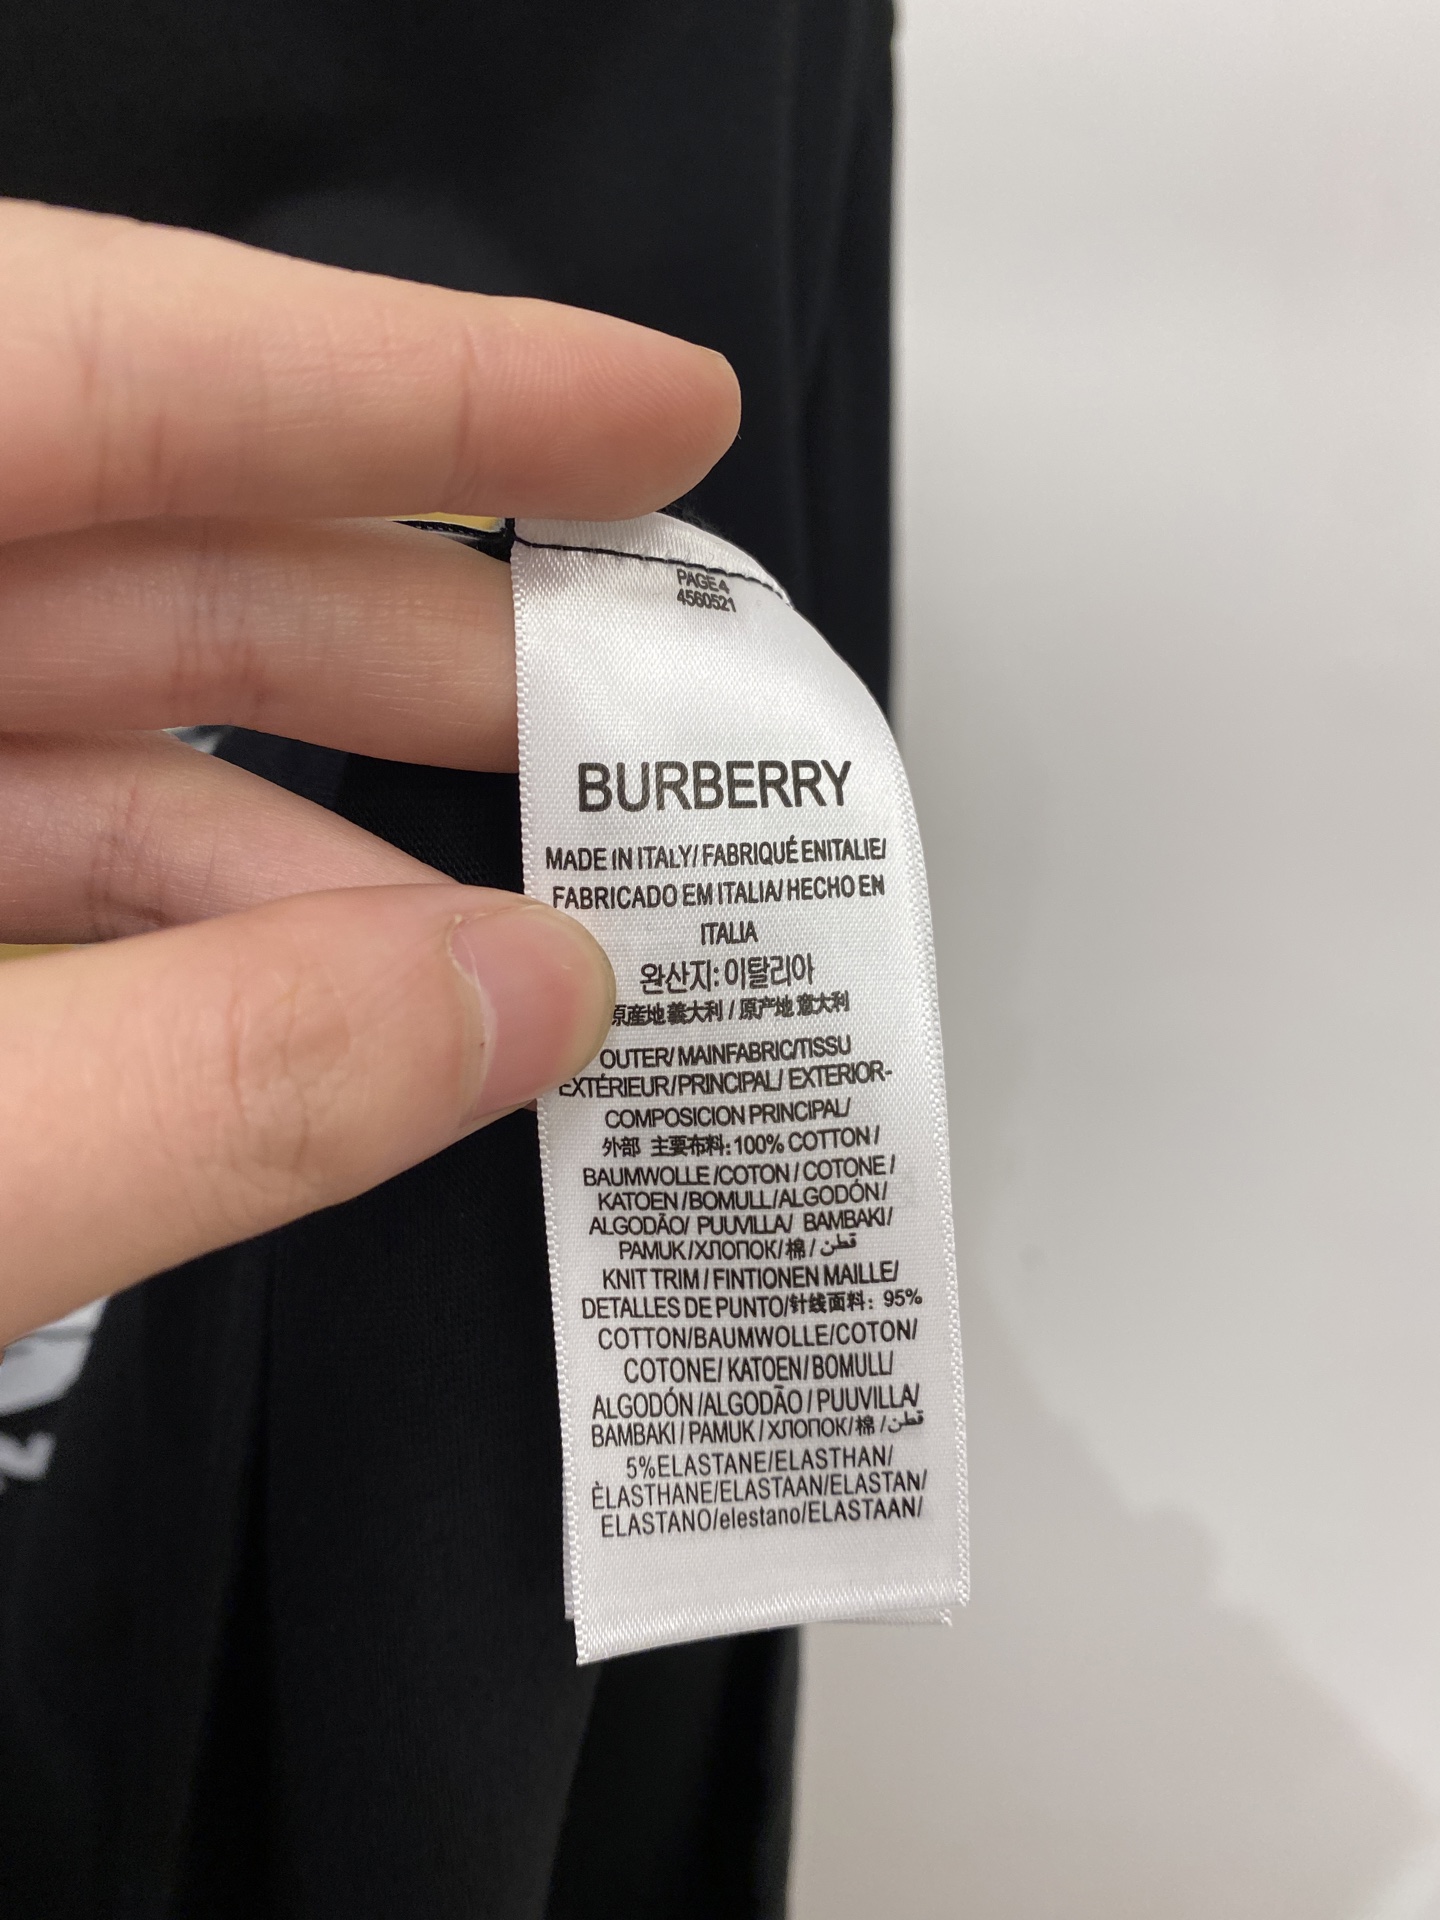 PAGE4
4560521
BURBERRY
MADE IN ITALY/ FABRIQUÉ ENITALIE/
FABRICADO EM ITALIA/ HECHO EN
ITALIA
완산지: 이탈리아
原産地 義大利 / 原产地 意大利
OUTER/ MAINFABRIC/TISSU
EXTÉRIEUR/PRINCIPAL/ EXTERIOR-
COMPOSICION PRINCIPAL/
外部 主要布料: 100% COTTON /
BAUMWOLLE /COTON / COTONE /
KATOEN /BOMULL/ALGODÓN/
ALGODÃO/ PUUVILLA/ BAMBAKI/
PAMUK /ХЛОПОК/ 棉 / قطن
KNIT TRIM / FINTIONEN MAILLE/
DETALLES DE PUNTO/针线面料: 95%
COTTON/BAUMWOLLE/COTON/
COTONE/ KATOEN/ BOMULL/
ALGODÓN /ALGODÃO / PUUVILLA/
BAMBAKI / PAMUK / ХЛОПОК/ 棉 / قطن
5%ELASTANE/ELASTHAN/
ÈLASTHANE/ELASTAAN/ELASTAN/
ELASTANO/elestano/ELASTAAN/